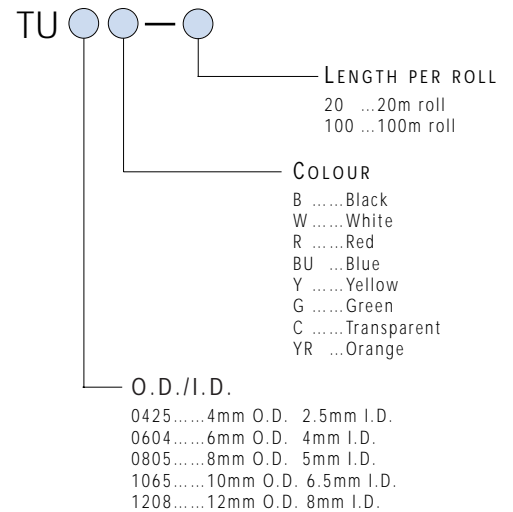 TU —
LENGTH PER ROLL
20 ...20m roll
100 ...100m roll
COLOUR
B ......Black
W ......White
R ......Red
BU ...Blue
Y ......Yellow
G ......Green
C ......Transparent
YR ...Orange
O.D./I.D.
0425......4mm O.D. 2.5mm I.D.
0604......6mm O.D. 4mm I.D.
0805......8mm O.D. 5mm I.D.
1065......10mm O.D. 6.5mm I.D.
1208......12mm O.D. 8mm I.D.